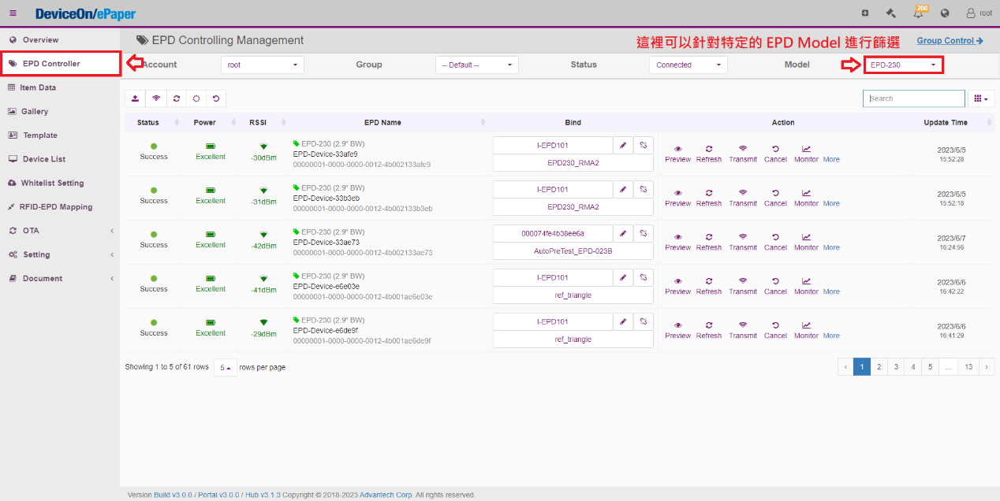 DeviceOn/ePaper
200
root
Overview
EPD Controller
Item Data
Gallery
Template
Device List
Whitelist Setting
RFID-EPD Mapping
OTA
Setting
Document
EPD Controlling Management
這裡可以針對特定的 EPD Model 進行篩選
Group Control
Account root Group -- Default -- Status Connected Model EPD-230
Search
Status Power RSSI EPD Name Bind Action Update Time
Success Excellent -30dBm
EPD-230 (2.9" BW)
EPD-Device-33afe9
00000001-0000-0000-0012-4b002133afe9
I-EPD101
EPD230_RMA2
Preview Refresh Transmit Cancel Monitor More
2023/6/5
15:52:28
Success Excellent -31dBm
EPD-230 (2.9" BW)
EPD-Device-33b3eb
00000001-0000-0000-0012-4b002133b3eb
I-EPD101
EPD230_RMA2
Preview Refresh Transmit Cancel Monitor More
2023/6/5
15:52:18
Success Excellent -42dBm
EPD-230 (2.9" BW)
EPD-Device-33ae73
00000001-0000-0000-0012-4b002133ae73
000074fe4b38ee6a
AutoPreTest_EPD-023B
Preview Refresh Transmit Cancel Monitor More
2023/6/7
16:24:56
Success Excellent -41dBm
EPD-230 (2.9" BW)
EPD-Device-e6e03e
00000001-0000-0000-0012-4b001ae6e03e
I-EPD101
ref_triangle
Preview Refresh Transmit Cancel Monitor More
2023/6/6
16:42:22
Success Excellent -29dBm
EPD-230 (2.9" BW)
EPD-Device-e6de9f
00000001-0000-0000-0012-4b001ae6de9f
I-EPD101
ref_triangle
Preview Refresh Transmit Cancel Monitor More
2023/6/6
16:41:29
Showing 1 to 5 of 61 rows 5 rows per page
‹ 1 2 3 4 5 ... 13 ›
Version Build v3.0.0 / Portal v3.0.0 / Hub v3.1.3 Copyright © 2018-2023 Advantech Corp. All rights reserved.